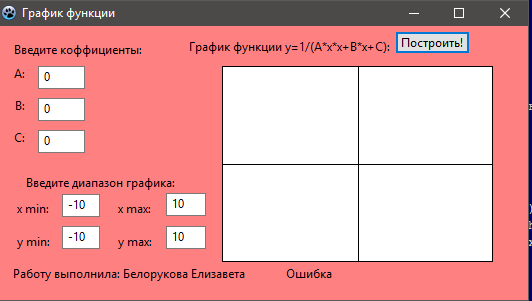 График функции
Введите коффициенты:
График функции y=1/(A*x*x+B*x+C):
Построить!
A: 0
B: 0
C: 0
Введите диапазон графика:
x min: -10 x max: 10
y min: -10 y max: 10
Работу выполнила: Белорукова Елизавета
Ошибка